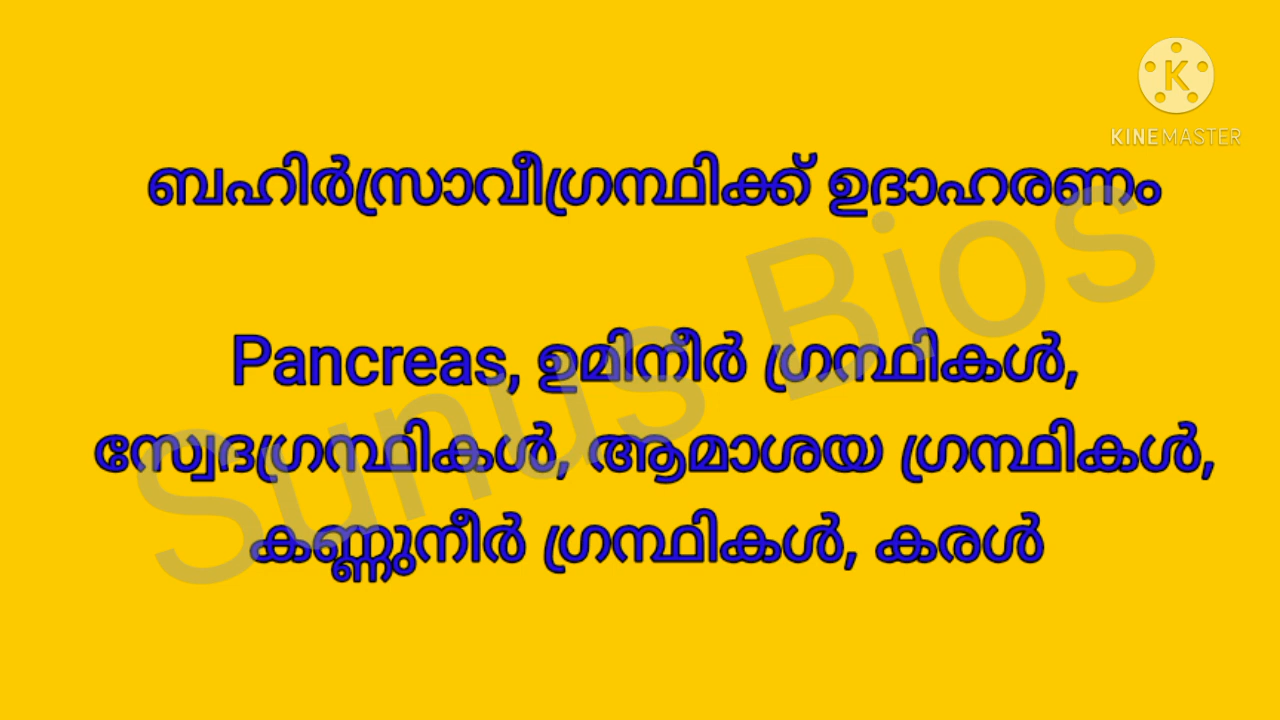 KINEMASTER
ബഹിർസ്രാവീഗ്രന്ഥിക്ക് ഉദാഹരണം
Pancreas, ഉമിനീർ ഗ്രന്ഥികൾ,
സ്വേദഗ്രന്ഥികൾ, ആമാശയ ഗ്രന്ഥികൾ,
കണ്ണുനീർ ഗ്രന്ഥികൾ, കരൾ
Sunus Bios